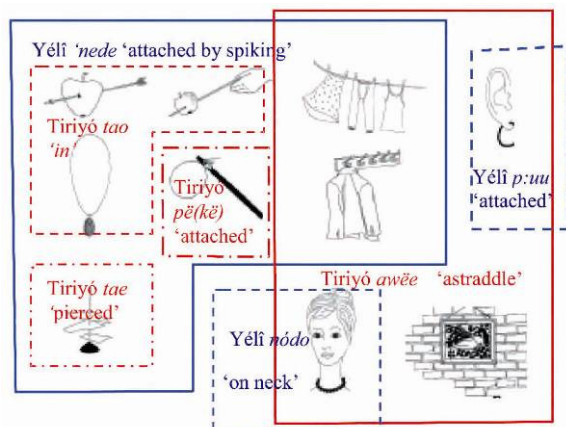 Yélî ‘nede ‘attached by spiking’
Tiriyó tao
‘in’
Tiriyó
pë(kë)
‘attached’
Yélî p:uu
‘attached’
Tiriyó tae
‘pierced’
Tiriyó awëe ‘astraddle’
Yélî nódo
‘on neck’